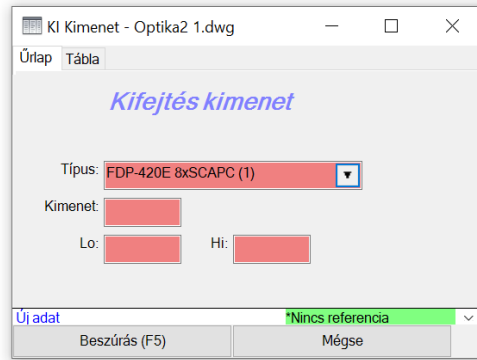 KI Kimenet - Optika2 1.dwg
Űrlap Tábla
Kifejtés kimenet
Típus: FDP-420E 8xSCAPC (1)
Kimenet:
Lo: Hi:
Új adat *Nincs referencia
Beszúrás (F5) Mégse